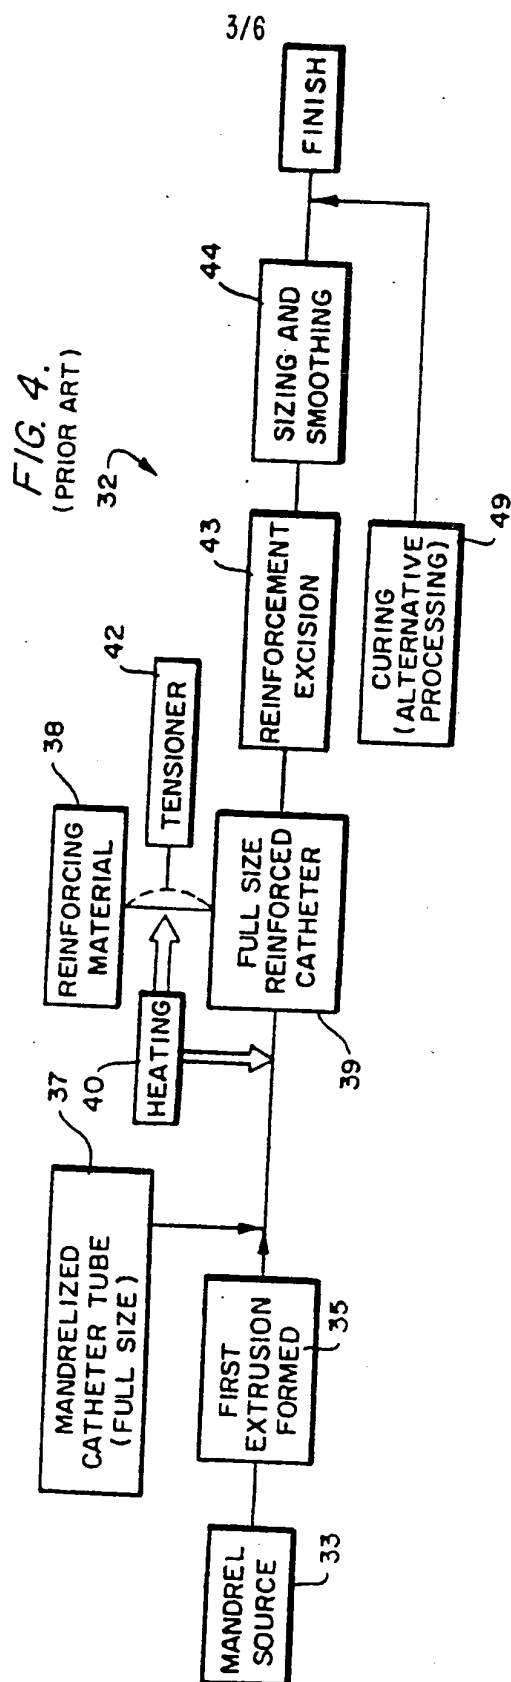 3/6
FIG. 4.
(PRIOR ART)
32
MANDREL
SOURCE
33
FIRST
EXTRUSION
FORMED
35
MANDRELIZED
CATHETER TUBE
(FULL SIZE)
37
HEATING
40
REINFORCING
MATERIAL
38
TENSIONER
42
FULL SIZE
REINFORCED
CATHETER
39
REINFORCEMENT
EXCISION
43
SIZING AND
SMOOTHING
44
CURING
(ALTERNATIVE
PROCESSING)
49
FINISH